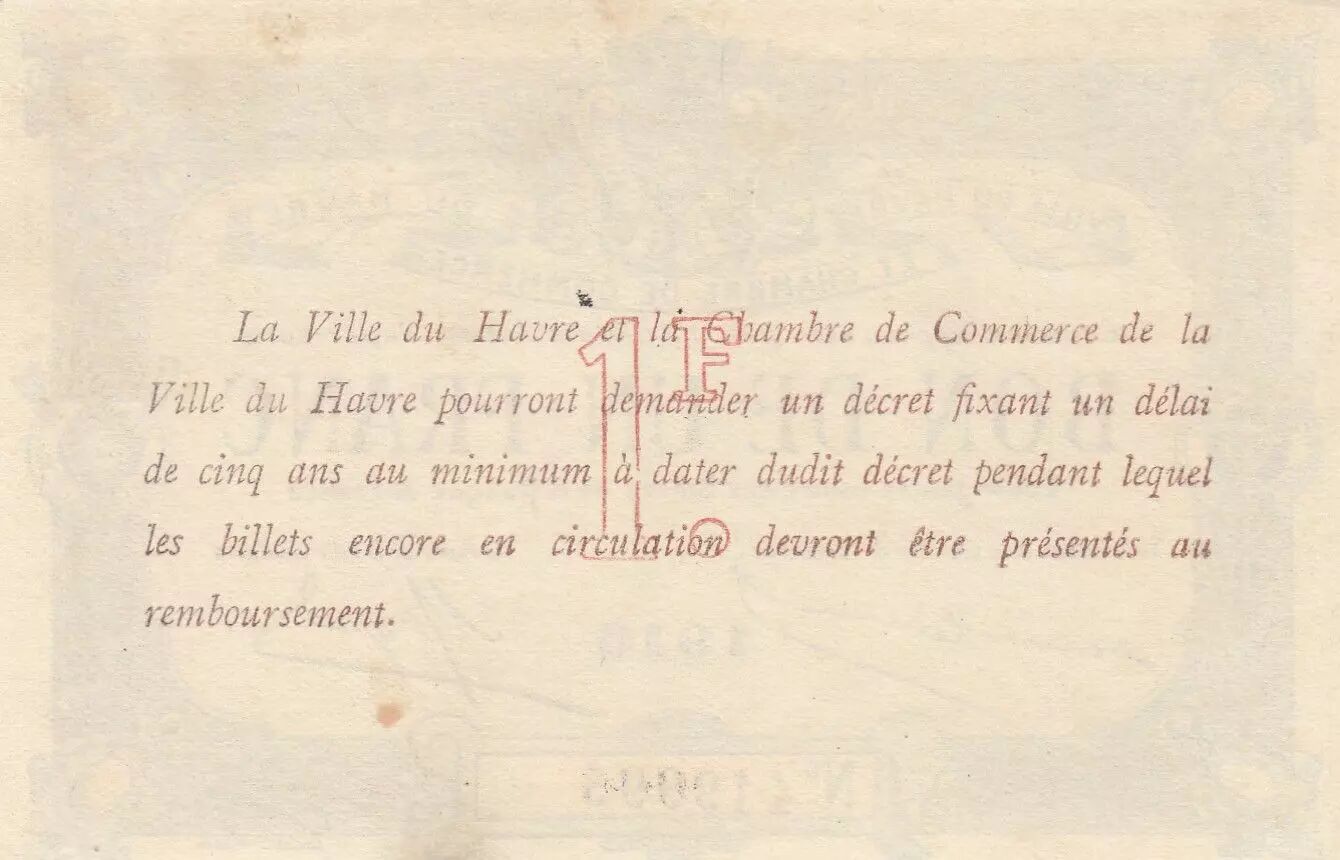 La Ville du Havre et la Chambre de Commerce de la
Ville du Havre pourront demander un décret fixant un délai
de cinq ans au minimum à dater dudit décret pendant lequel
les billets encore en circulation devront être présentés au
remboursement.
1F.